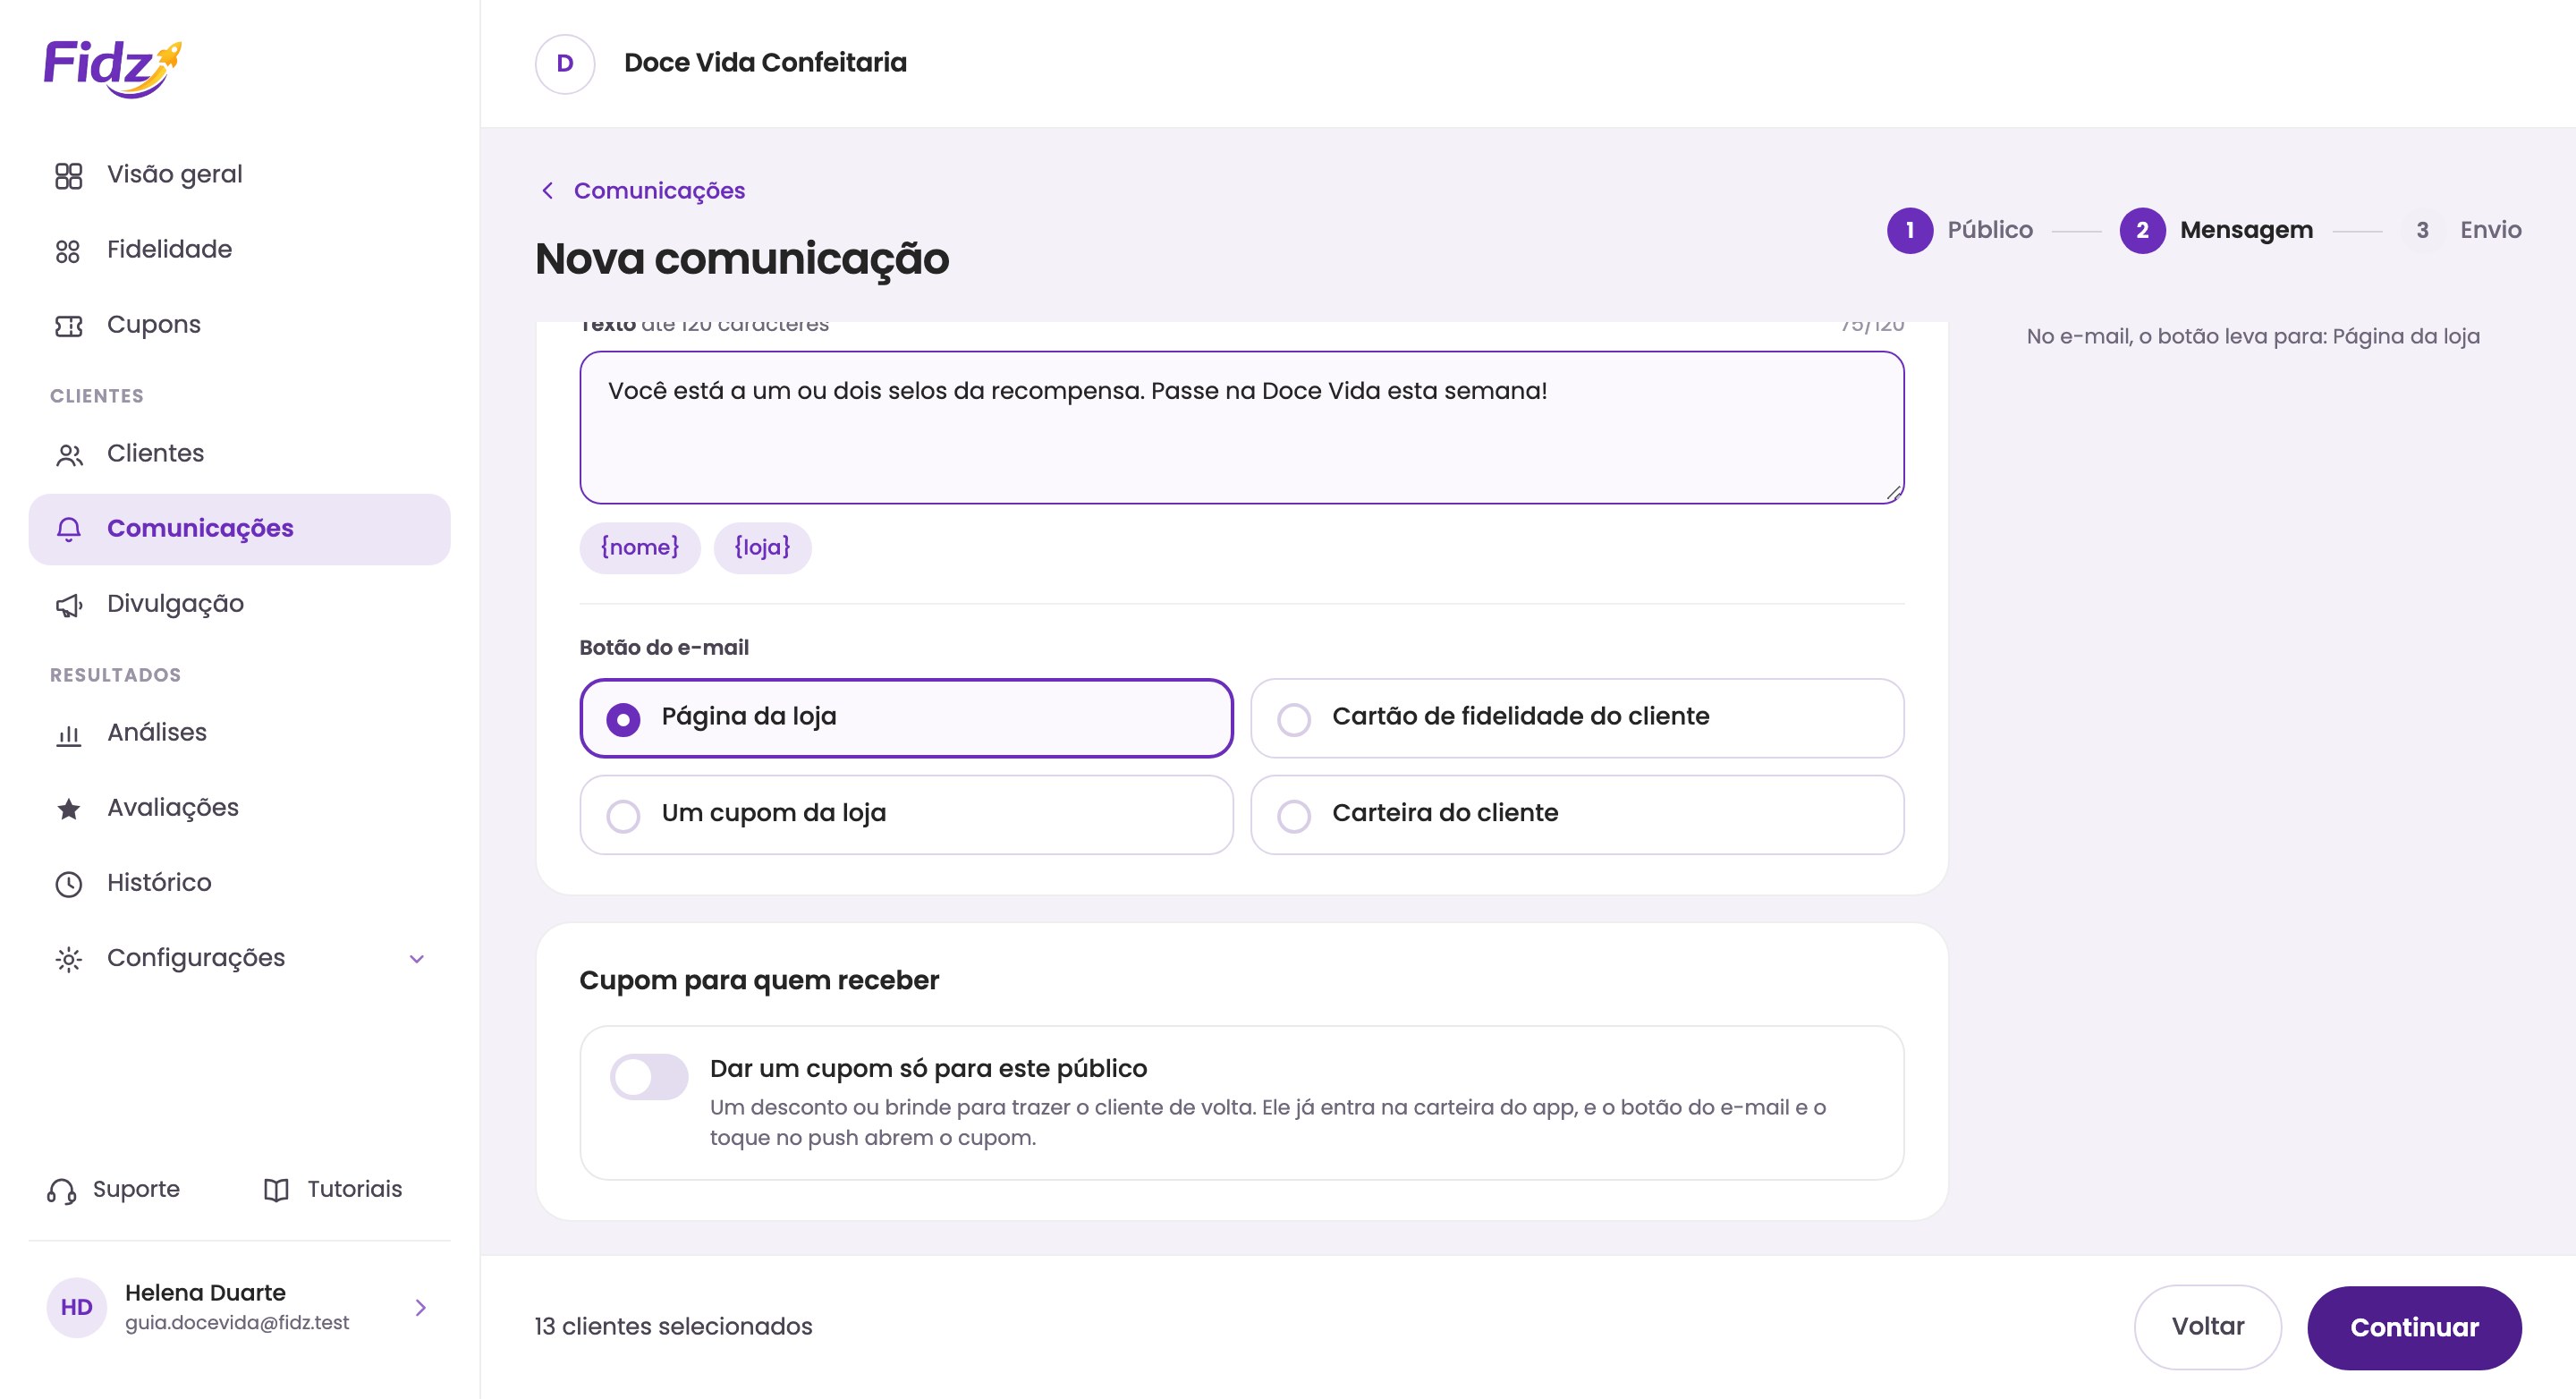 Fidz
Visão geral
Fidelidade
Cupons
CLIENTES
Clientes
Comunicações
Divulgação
RESULTADOS
Análises
Avaliações
Histórico
Configurações
Suporte
Tutoriais
HD
Helena Duarte
guia.docevida@fidz.test
D
Doce Vida Confeitaria
Comunicações
Nova comunicação
1 Público
2 Mensagem
3 Envio
Texto até 120 caracteres
75/120
Você está a um ou dois selos da recompensa. Passe na Doce Vida esta semana!
{nome}
{loja}
Botão do e-mail
Página da loja
Cartão de fidelidade do cliente
Um cupom da loja
Carteira do cliente
Cupom para quem receber
Dar um cupom só para este público
Um desconto ou brinde para trazer o cliente de volta. Ele já entra na carteira do app, e o botão do e-mail e o
toque no push abrem o cupom.
No e-mail, o botão leva para: Página da loja
13 clientes selecionados
Voltar
Continuar